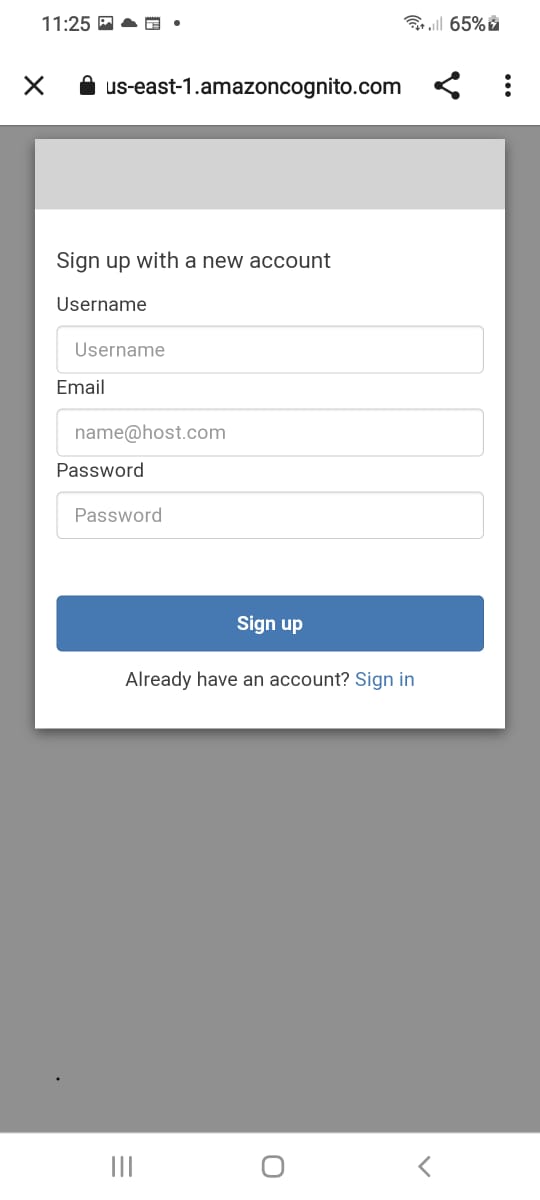 11:25
65%
us-east-1.amazoncognito.com
Sign up with a new account
Username
Username
Email
name@host.com
Password
Password
Sign up
Already have an account? Sign in